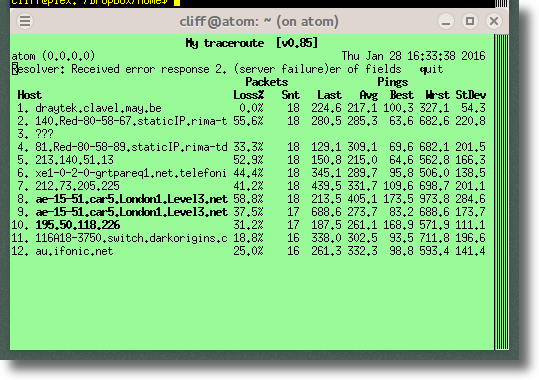 cliff@plex: /Dropbox/home$
cliff@atom: ~ (on atom)
My traceroute [v0.85]
atom (0.0.0.0) Thu Jan 28 16:33:38 2016
Resolver: Received error response 2. (server failure)er of fields quit
Packets Pings
Host Loss% Snt Last Avg Best Wrst StDev
1. draytek.clavel.may.be 0.0% 18 224.6 217.1 100.3 327.1 54.3
2. 140.Red-80-58-67.staticIP.rima-t 55.6% 18 280.5 285.3 63.6 682.6 220.8
3. ???
4. 81.Red-80-58-89.staticIP.rima-td 33.3% 18 129.1 309.1 69.6 682.1 201.5
5. 213.140.51.13 52.9% 18 150.8 215.0 64.6 562.8 166.3
6. xe1-0-2-0-grtpareq1.net.telefoni 44.4% 18 345.1 289.7 95.8 506.0 138.5
7. 212.73.205.225 41.2% 18 439.5 331.7 109.6 698.7 201.1
8. ae-15-51.car5.London1.Level3.net 58.8% 18 213.5 405.1 173.5 973.8 284.6
9. ae-15-51.car5.London1.Level3.net 37.5% 17 688.6 273.7 83.2 688.6 173.7
10. 195.50.118.226 31.2% 17 187.5 261.1 168.9 571.9 111.1
11. 116A18-3750.switch.darkorigins.c 18.8% 16 338.0 302.5 93.5 711.8 196.6
12. au.ifonic.net 25.0% 16 261.3 332.3 98.8 593.4 141.4